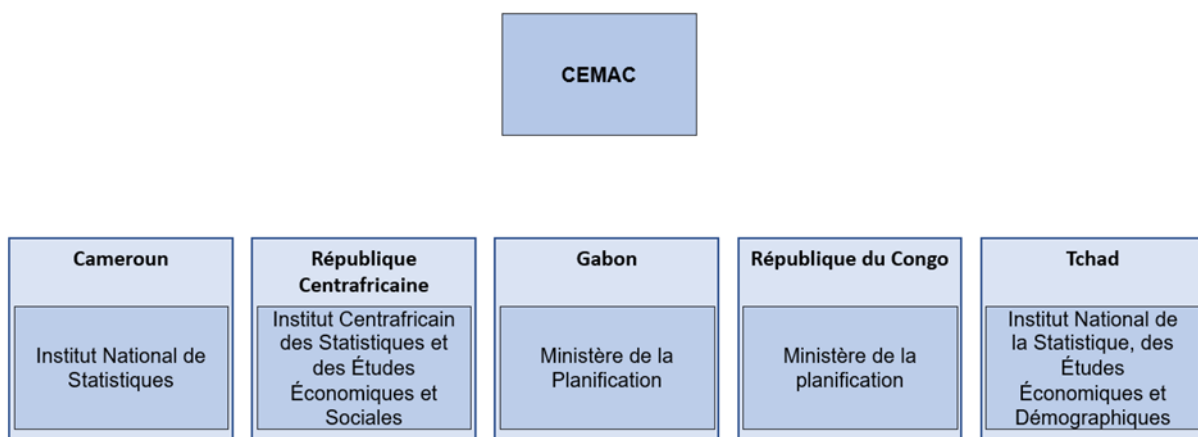 CEMAC
Cameroun
Institut National de
Statistiques
République
Centrafricaine
Institut Centrafricain
des Statistiques et
des Études
Économiques et
Sociales
Gabon
Ministère de la
Planification
République du Congo
Ministère de la
planification
Tchad
Institut National de
la Statistique, des
Études
Économiques et
Démographiques